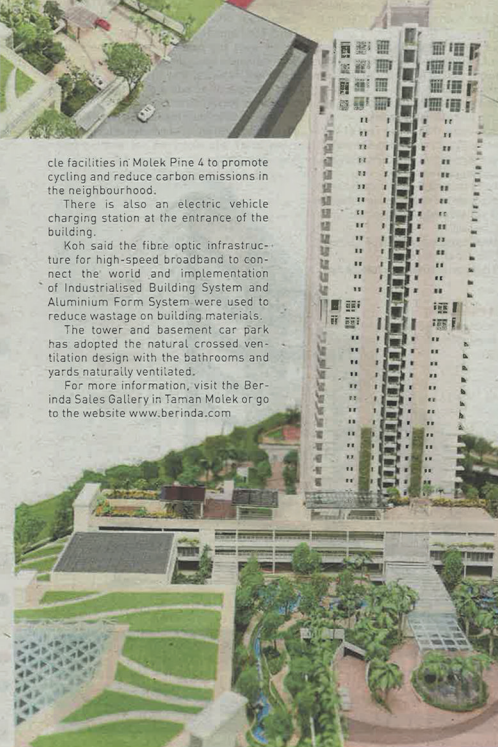 cle facilities in Molek Pine 4 to promote
cycling and reduce carbon emissions in
the neighbourhood.
There is also an electric vehicle
charging station at the entrance of the
building.
Koh said the fibre optic infrastruc-
ture for high-speed broadband to con-
nect the world and implementation
of Industrialised Building System and
Aluminium Form System were used to
reduce wastage on building materials.
The tower and basement car park
has adopted the natural crossed ven-
tilation design with the bathrooms and
yards naturally ventilated.
For more information, visit the Ber-
inda Sales Gallery in Taman Molek or go
to the website www.berinda.com